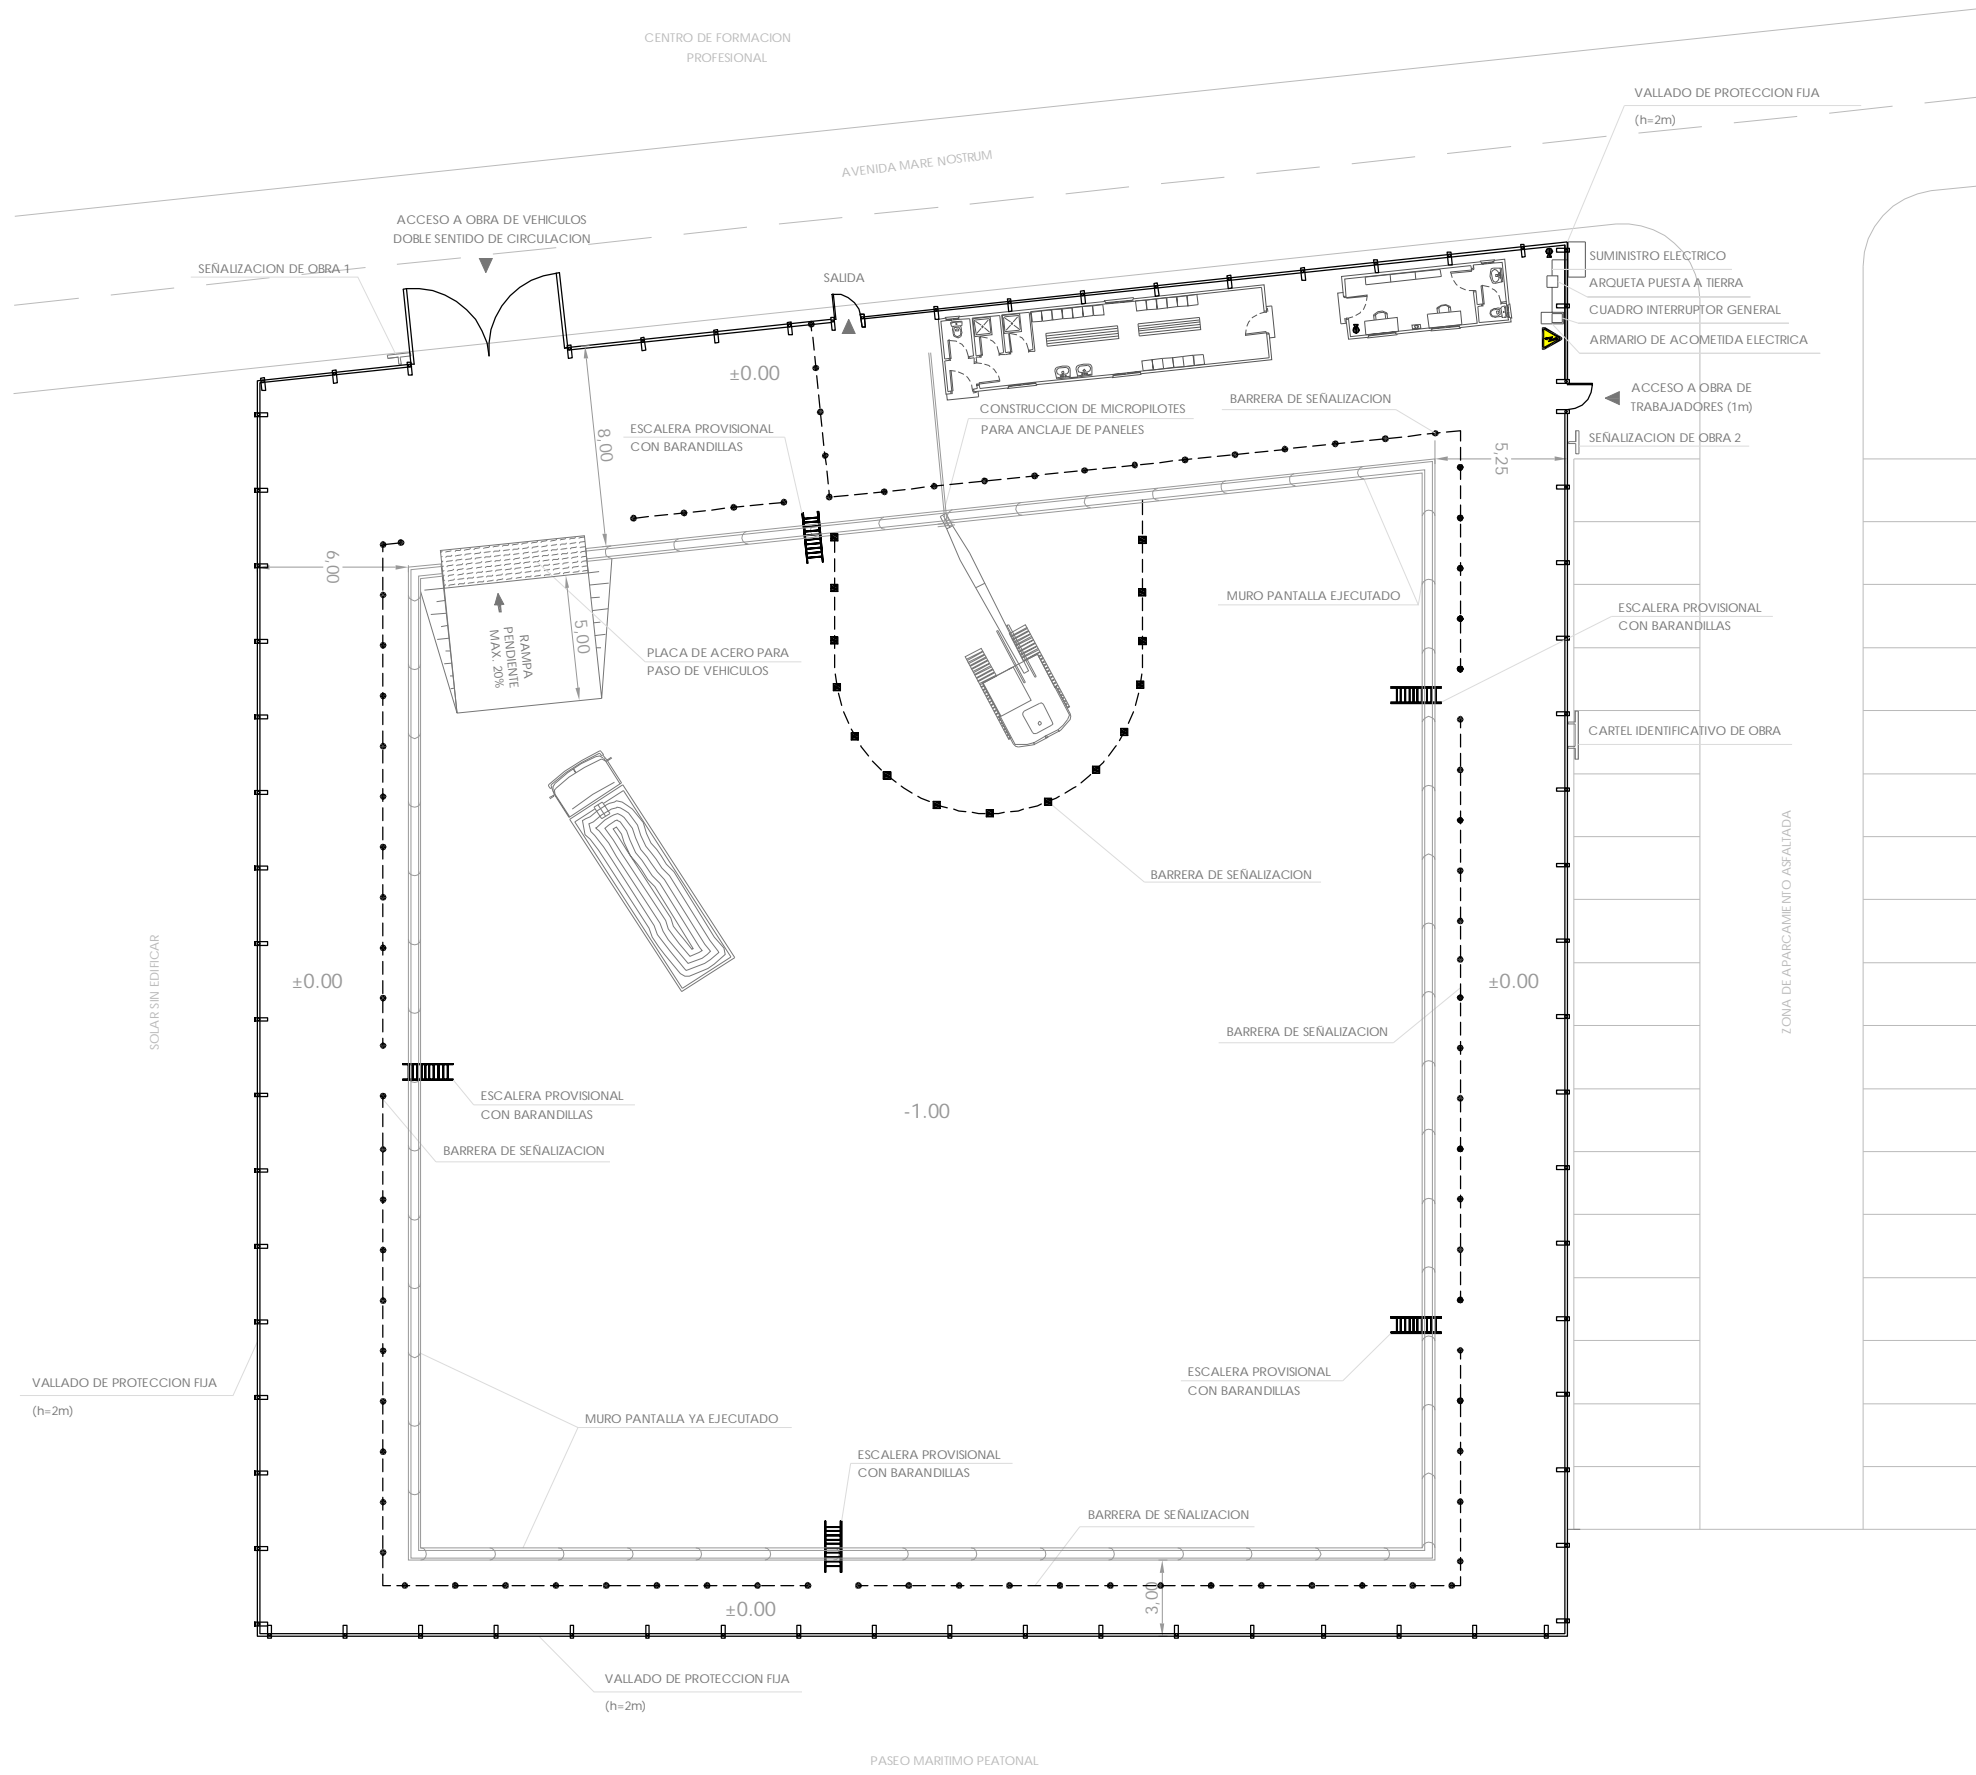 CENTRO DE FORMACION
PROFESIONAL
VALLADO DE PROTECCION FIJA
(h=2m)
AVENIDA MARE NOSTRUM
ACCESO A OBRA DE VEHICULOS
DOBLE SENTIDO DE CIRCULACION
SEÑALIZACION DE OBRA 1
SALIDA
SUMINISTRO ELECTRICO
ARQUETA PUESTA A TIERRA
CUADRO INTERRUPTOR GENERAL
ARMARIO DE ACOMETIDA ELECTRICA
±0.00
ACCESO A OBRA DE
TRABAJADORES (1m)
BARRERA DE SEÑALIZACION
CONSTRUCCION DE MICROPILOTES
PARA ANCLAJE DE PANELES
ESCALERA PROVISIONAL
CON BARANDILLAS
8,00
SEÑALIZACION DE OBRA 2
5,25
6,00
MURO PANTALLA EJECUTADO
ESCALERA PROVISIONAL
CON BARANDILLAS
5,00
RAMPA
PENDIENTE
MAX. 20%
PLACA DE ACERO PARA
PASO DE VEHICULOS
CARTEL IDENTIFICATIVO DE OBRA
BARRERA DE SEÑALIZACION
ZONA DE APARCAMIENTO ASFALTADA
SOLAR SIN EDIFICAR
±0.00
±0.00
BARRERA DE SEÑALIZACION
ESCALERA PROVISIONAL
CON BARANDILLAS
-1.00
BARRERA DE SEÑALIZACION
ESCALERA PROVISIONAL
CON BARANDILLAS
VALLADO DE PROTECCION FIJA
(h=2m)
MURO PANTALLA YA EJECUTADO
ESCALERA PROVISIONAL
CON BARANDILLAS
BARRERA DE SEÑALIZACION
3,00
±0.00
VALLADO DE PROTECCION FIJA
(h=2m)
PASEO MARITIMO PEATONAL